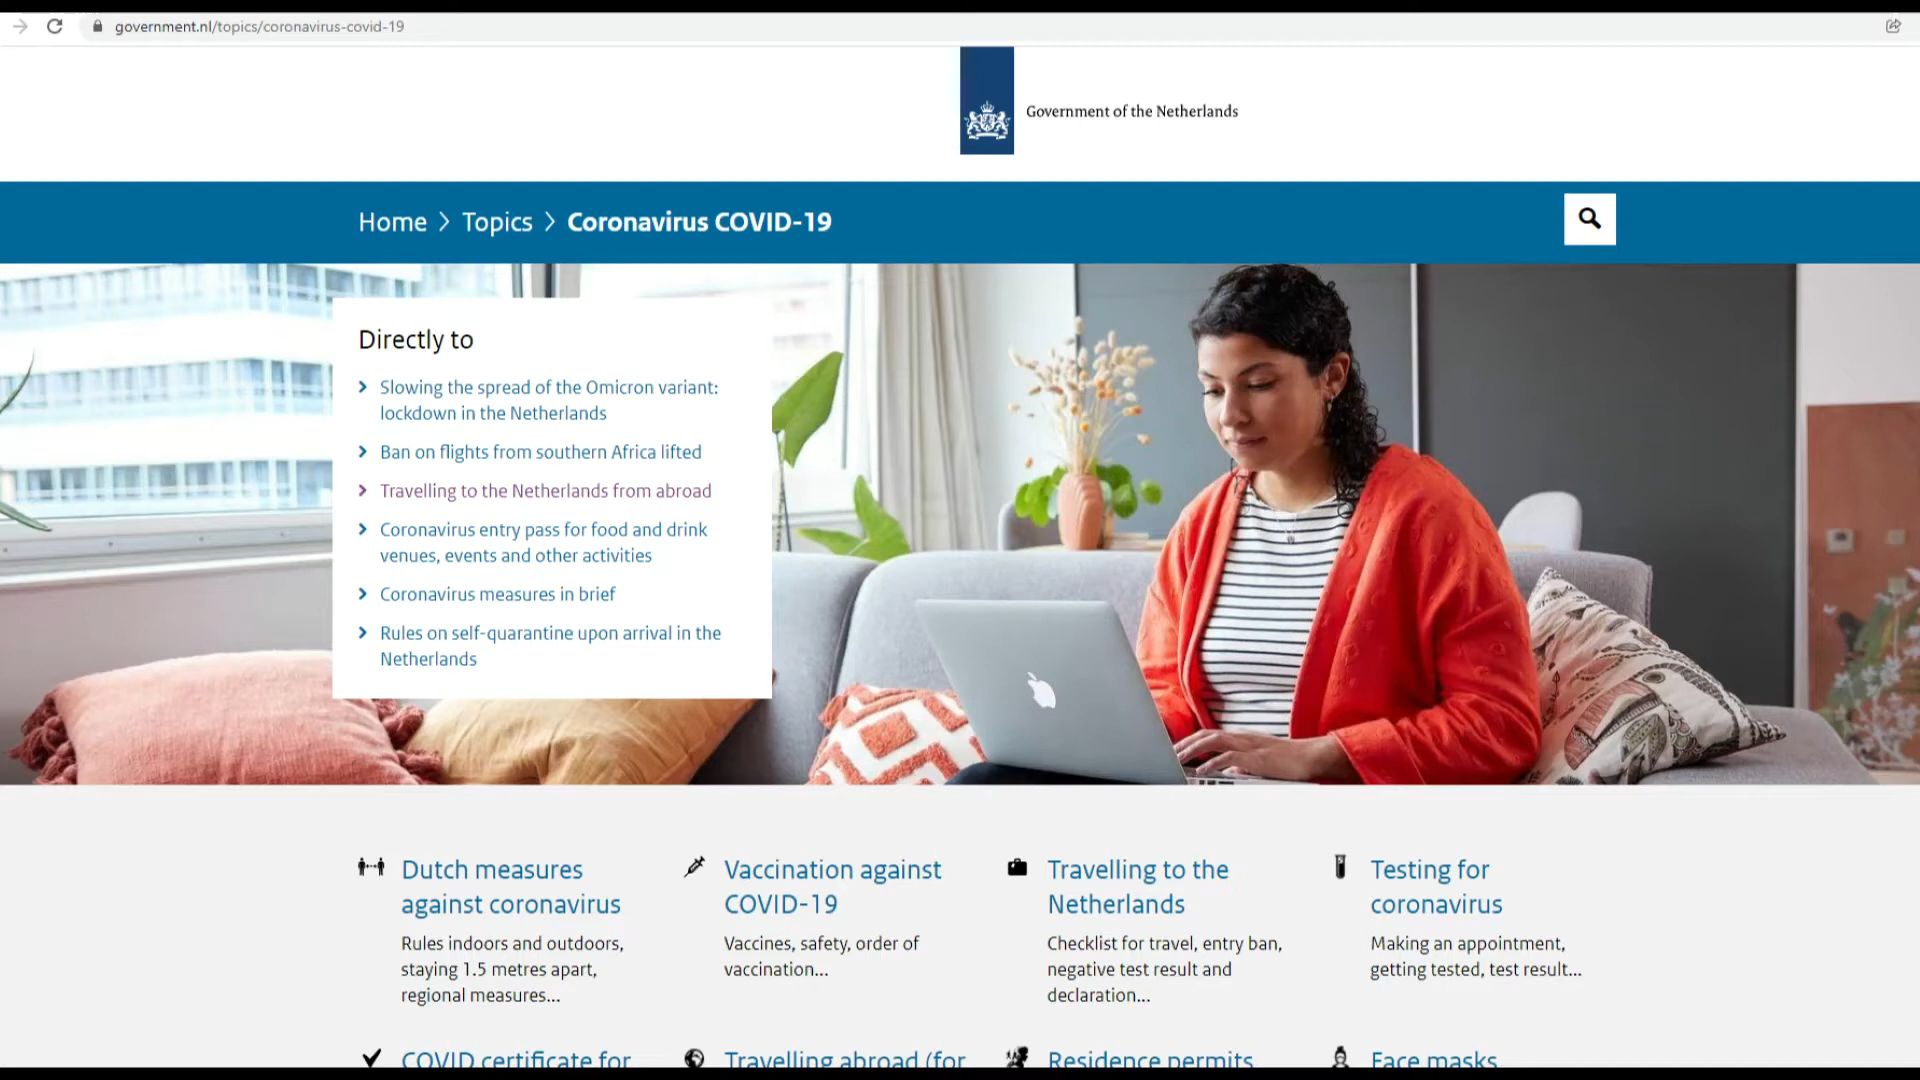 government.nl/topics/coronavirus-covid-19
Government of the Netherlands
Home > Topics > Coronavirus COVID-19
Directly to
Slowing the spread of the Omicron variant:
lockdown in the Netherlands
Ban on flights from southern Africa lifted
Travelling to the Netherlands from abroad
Coronavirus entry pass for food and drink
venues, events and other activities
Coronavirus measures in brief
Rules on self-quarantine upon arrival in the
Netherlands
Dutch measures
against coronavirus
Rules indoors and outdoors,
staying 1.5 metres apart,
regional measures...
Vaccination against
COVID-19
Vaccines, safety, order of
vaccination...
Travelling to the
Netherlands
Checklist for travel, entry ban,
negative test result and
declaration...
Testing for
coronavirus
Making an appointment,
getting tested, test result...
COVID certificate for
Travelling abroad (for
Residence permits
Face masks